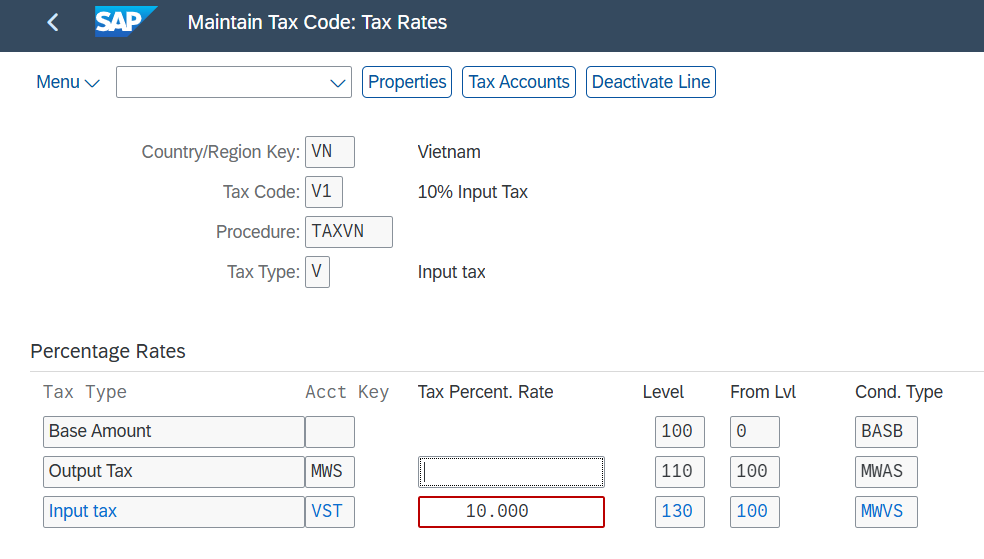 SAP Maintain Tax Code: Tax Rates
Menu Properties Tax Accounts Deactivate Line
Country/Region Key: VN Vietnam
Tax Code: V1 10% Input Tax
Procedure: TAXVN
Tax Type: V Input tax
Percentage Rates
Tax Type Acct Key Tax Percent. Rate Level From Lvl Cond. Type
Base Amount 100 0 BASB
Output Tax MWS 110 100 MWAS
Input tax VST 10.000 130 100 MWVS